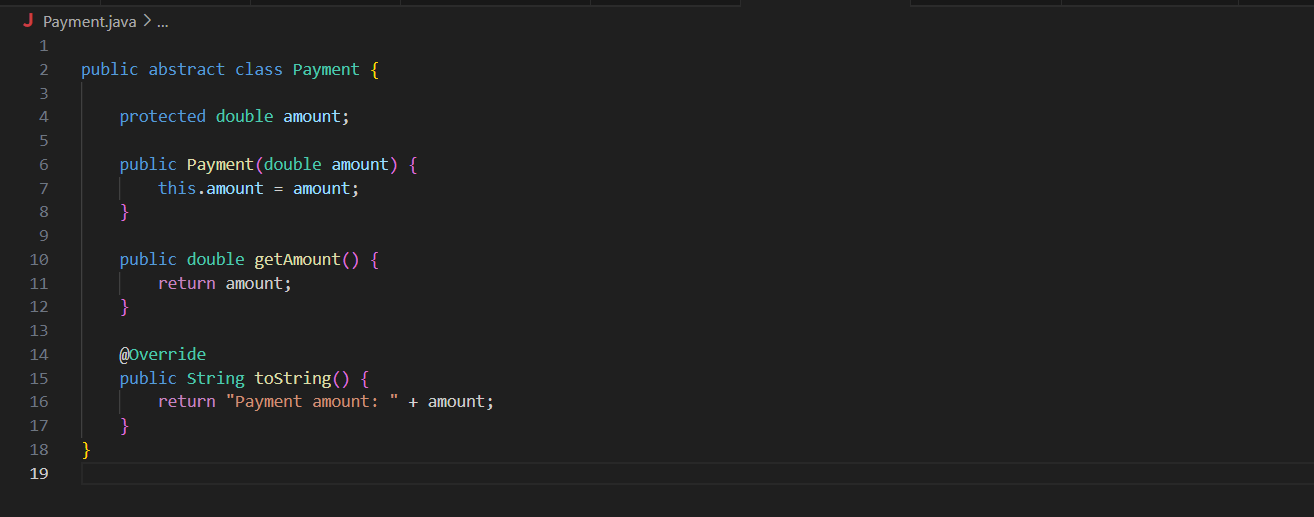 J Payment.java > ...
1
2 public abstract class Payment {
3
4     protected double amount;
5
6     public Payment(double amount) {
7         this.amount = amount;
8     }
9
10     public double getAmount() {
11         return amount;
12     }
13
14     @Override
15     public String toString() {
16         return "Payment amount: " + amount;
17     }
18 }
19